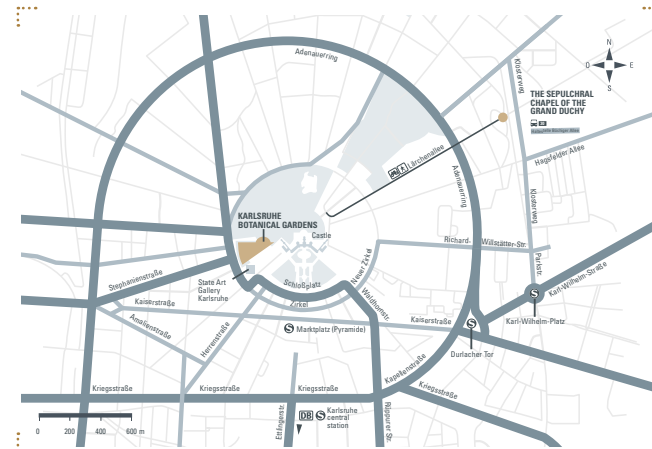 Adenauerring
N
O
E
S
Klosterweg
THE SEPULCHRAL
CHAPEL OF THE
GRAND DUCHY
Lärchenallee
Adenauerring
Hagsfelder Allee
Klosterweg
KARLSRUHE
BOTANICAL GARDENS
Castle
Richard-
Willstätter-Str.
Parkstr.
Neuer Zirkel
Stephanienstraße
State Art
Gallery
Karlsruhe
Schloßplatz
Karl-Wilhelm-Straße
Zirkel
Waldhornstr.
Kaiserstraße
Amalienstraße
Herrenstraße
S Marktplatz (Pyramide)
Kaiserstraße
S
S
Karl-Wilhelm-Platz
Durlacher Tor
Kapellenstraße
Kriegsstraße
Kriegsstraße
Kriegsstraße
Kriegsstraße
Ettlingerstr.
DB S Karlsruhe
central
station
Rüppurrer Str.
0 200 400 600 m